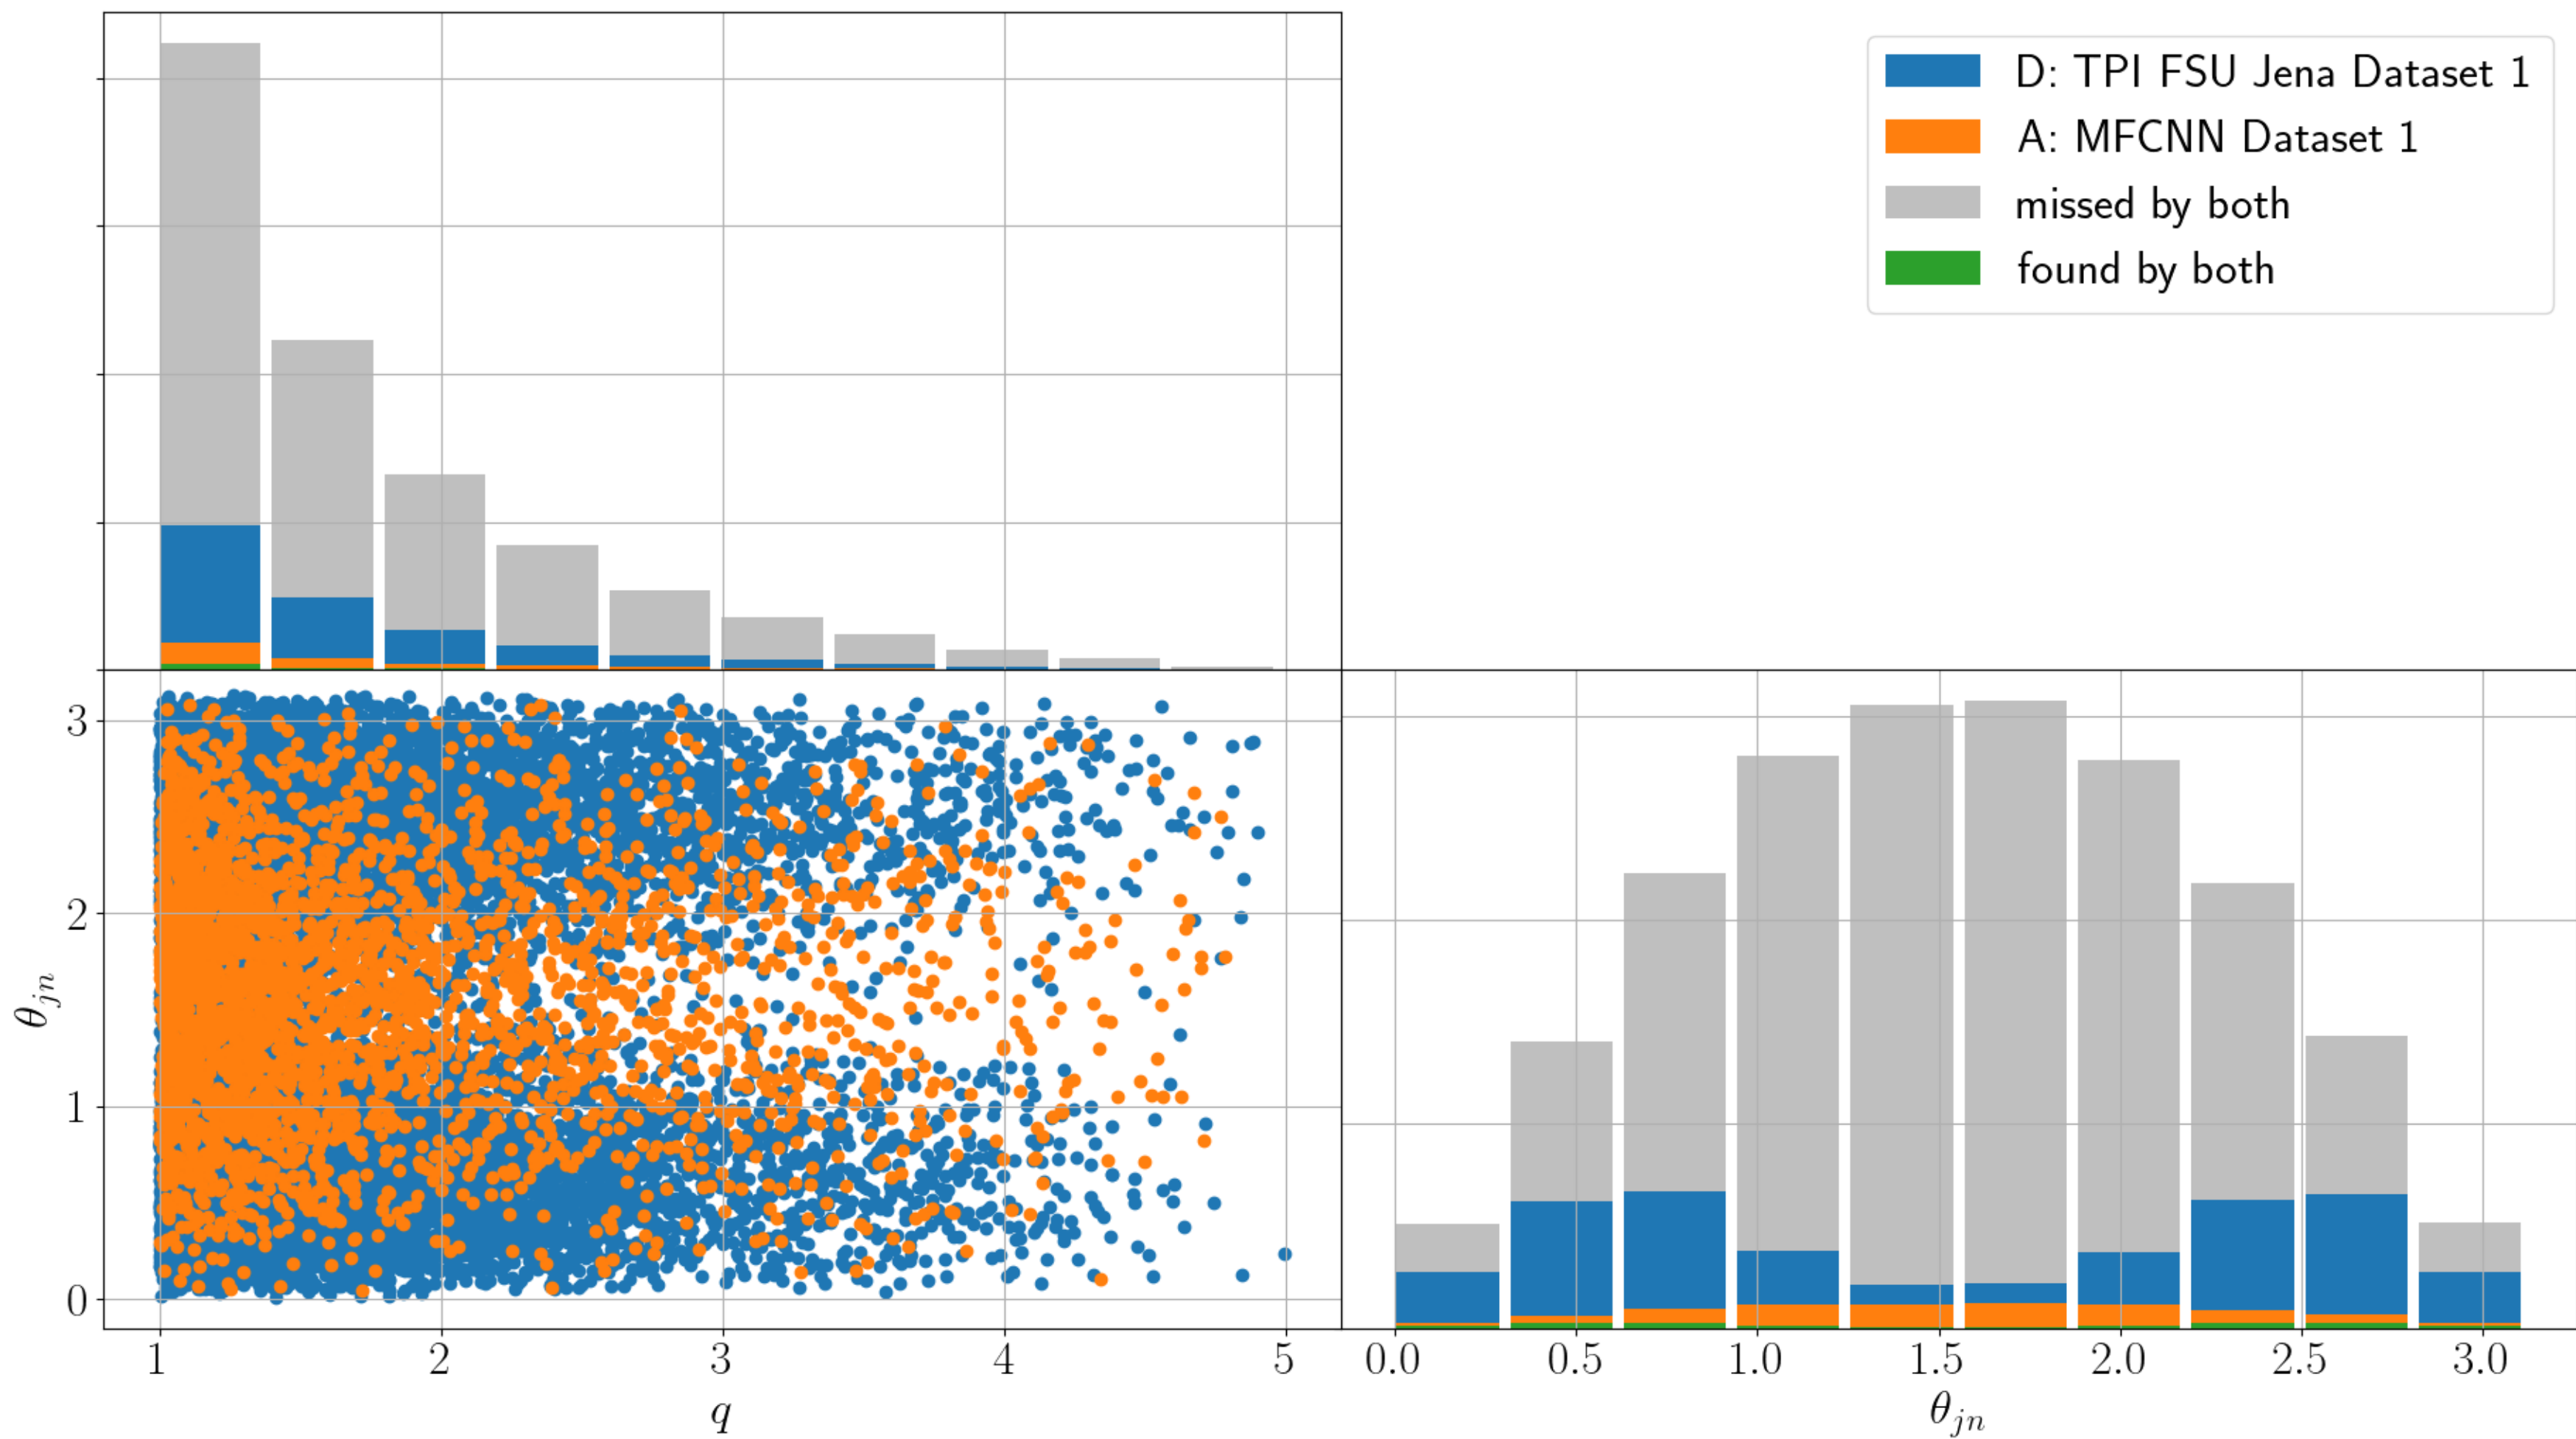 D: TPI FSU Jena Dataset 1
A: MFCNN Dataset 1
missed by both
found by both
3
2
1
0
θjn
1 2 3 4 5
q
0.0 0.5 1.0 1.5 2.0 2.5 3.0
θjn